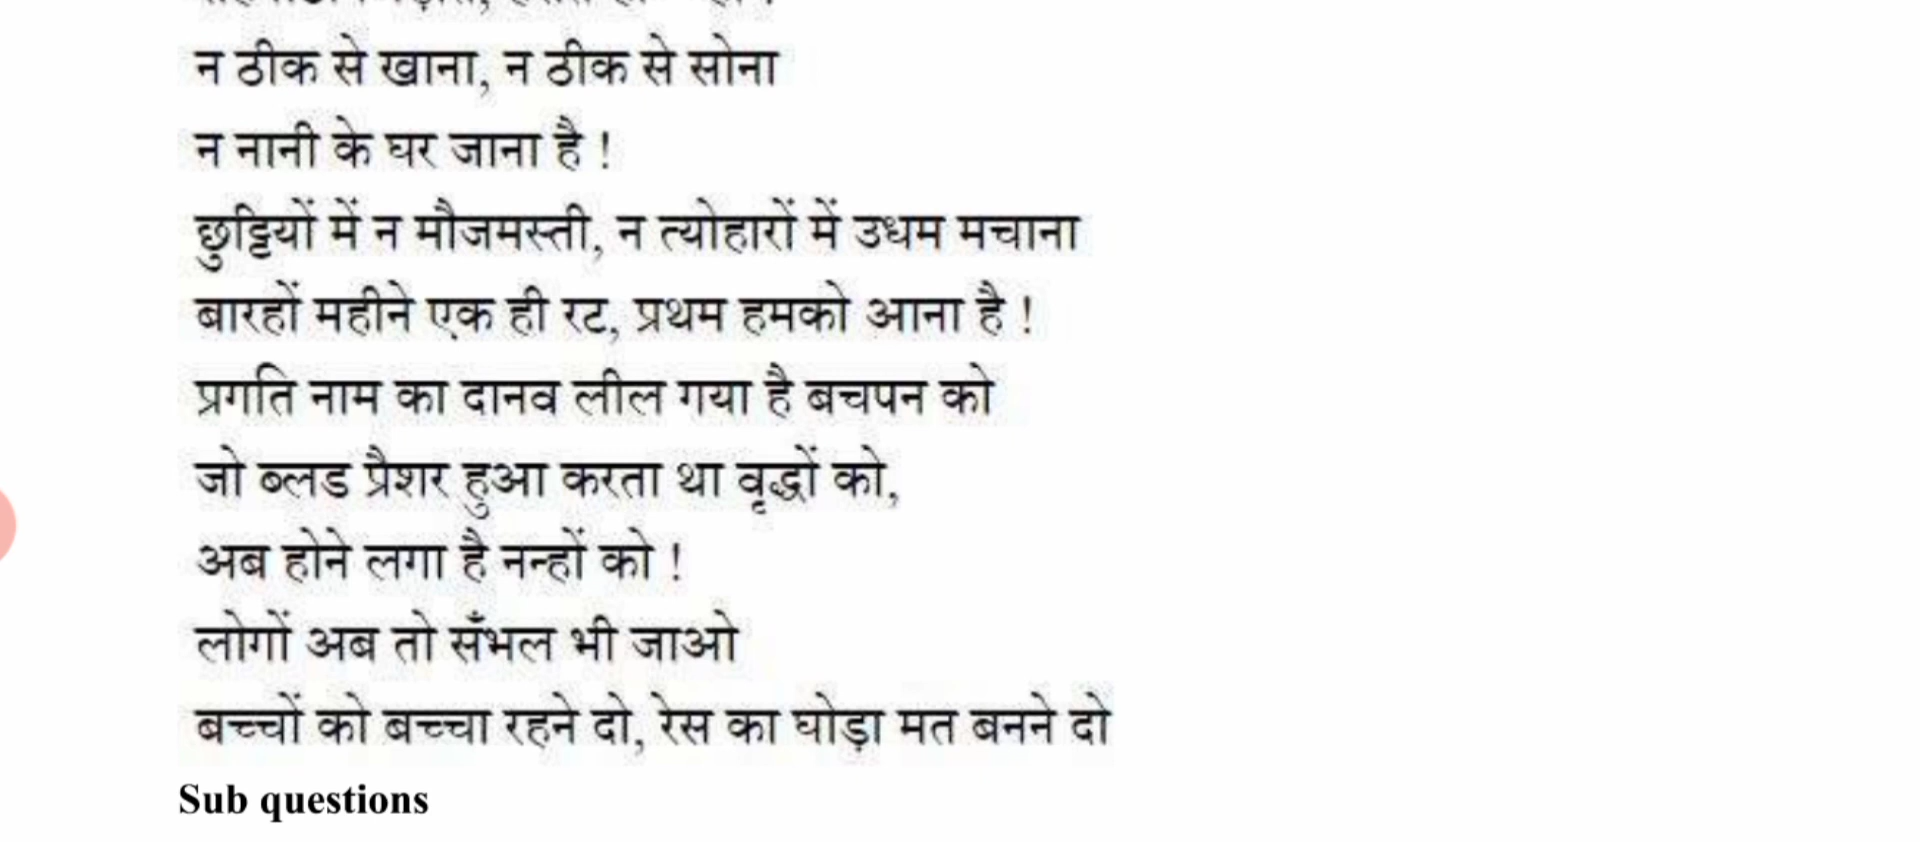 न ठीक से खाना, न ठीक से सोना
न नानी के घर जाना है !
छुट्टियों में न मौजमस्ती, न त्योहारों में उधम मचाना
बारहों महीने एक ही रट, प्रथम हमको आना है !
प्रगति नाम का दानव लील गया है बचपन को
जो ब्लड प्रैशर हुआ करता था वृद्धों को,
अब होने लगा है नन्हों को !
लोगों अब तो सँभल भी जाओ
बच्चों को बच्चा रहने दो, रेस का घोड़ा मत बनने दो
Sub questions